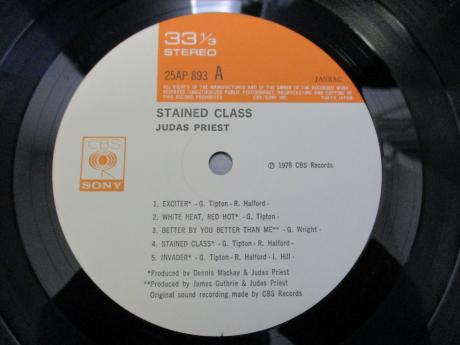 33 1/3
STEREO
25AP 893 A
JASRAC
ALL RIGHTS OF THE MANUFACTURER AND OF THE OWNER OF THE RECORDED WORK
RESERVED. UNAUTHORIZED PUBLIC PERFORMANCE, BROADCASTING AND COPYING OF
THIS RECORD PROHIBITED CBS/SONY INC. TOKYO JAPAN
STAINED CLASS
JUDAS PRIEST
CBS
SONY
Ⓟ 1978 CBS Records
1. EXCITER* - G. Tipton - R. Halford -
2. WHITE HEAT, RED HOT* - G. Tipton -
3. BETTER BY YOU BETTER THAN ME** - G. Wright -
4. STAINED CLASS* - G. Tipton - R. Halford -
5. INVADER* - G. Tipton - R. Halford - I. Hill -
*Produced by Dennis Mackay & Judas Priest
**Produced by James Guthrie & Judas Priest
Original sound recording made by CBS Records